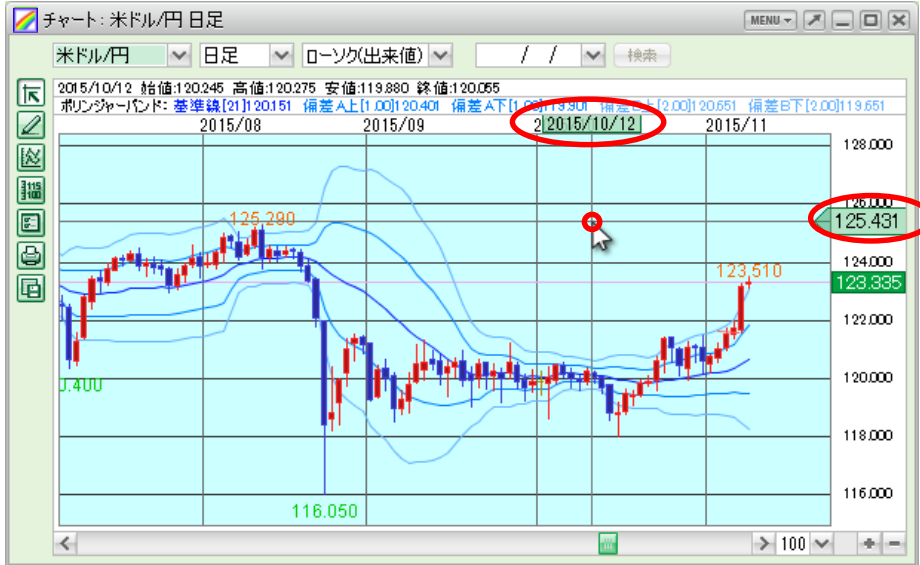 チャート：米ドル/円 日足
MENU
米ドル/円 日足 ローソク(出来値) / / 検索
2015/10/12 始値:120.245 高値:120.275 安値:119.880 終値:120.055
ボリンジャーバンド: 基準線[21]120.151 偏差A上[1.00]120.401 偏差A下[1.00]119.901 偏差B上[2.00]120.651 偏差B下[2.00]119.651
2015/08 2015/09 2 2015/10/12 2015/11
128.000
126.000
125.290 125.431
124.000
123.510
123.335
122.000
120.000
118.000
116.000
116.050
100